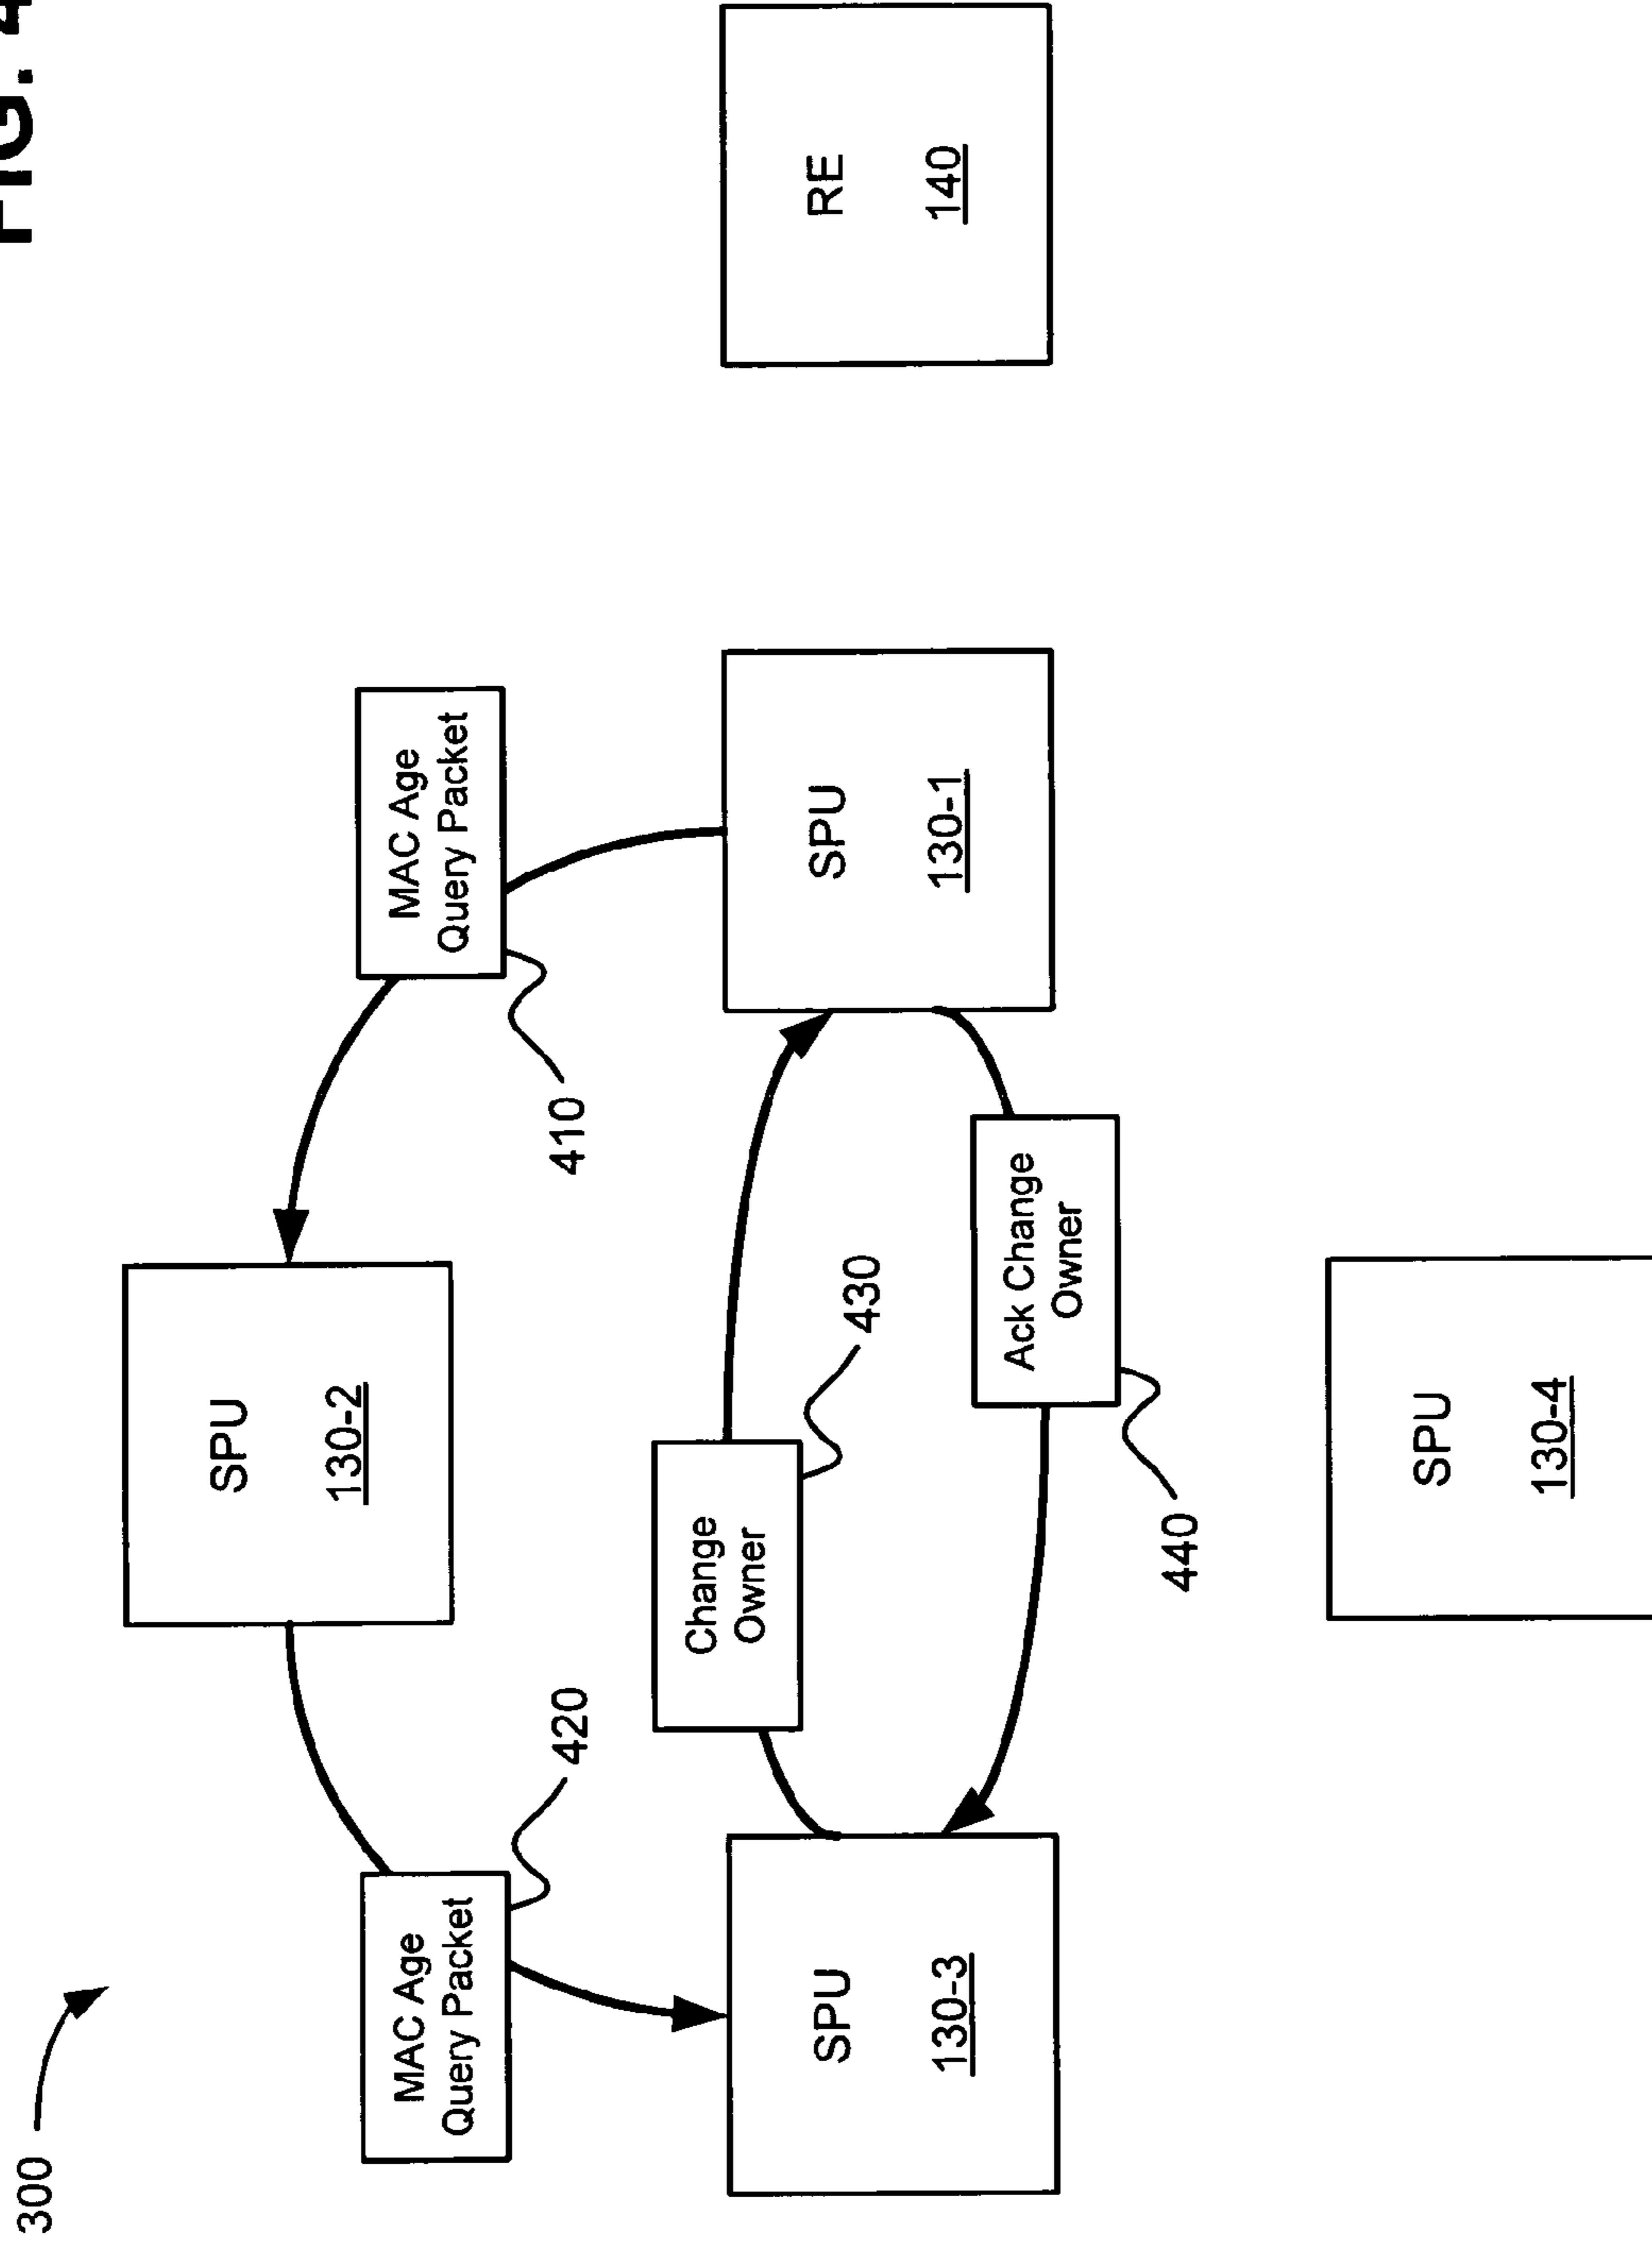 300
FIG. 4
SPU
130-2
MAC Age
Query Packet
420
MAC Age
Query Packet
410
Change
Owner
430
SPU
130-3
SPU
130-1
RE
140
Ack Change
Owner
440
SPU
130-4